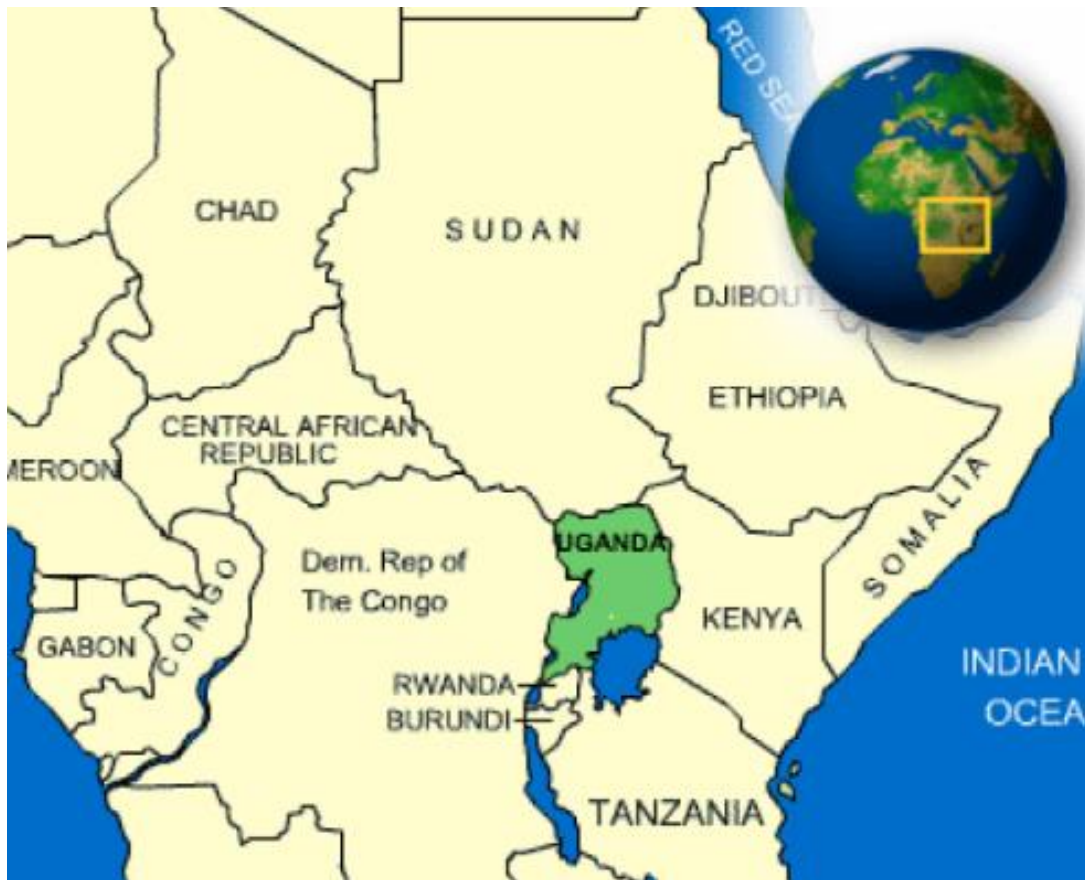 RED SEA
CHAD
SUDAN
DJIBOUTI
ETHIOPIA
CENTRAL AFRICAN
REPUBLIC
MEROON
SOMALIA
UGANDA
Dem. Rep of
The Congo
CONGO
KENYA
GABON
INDIAN
OCEA
RWANDA
BURUNDI
TANZANIA